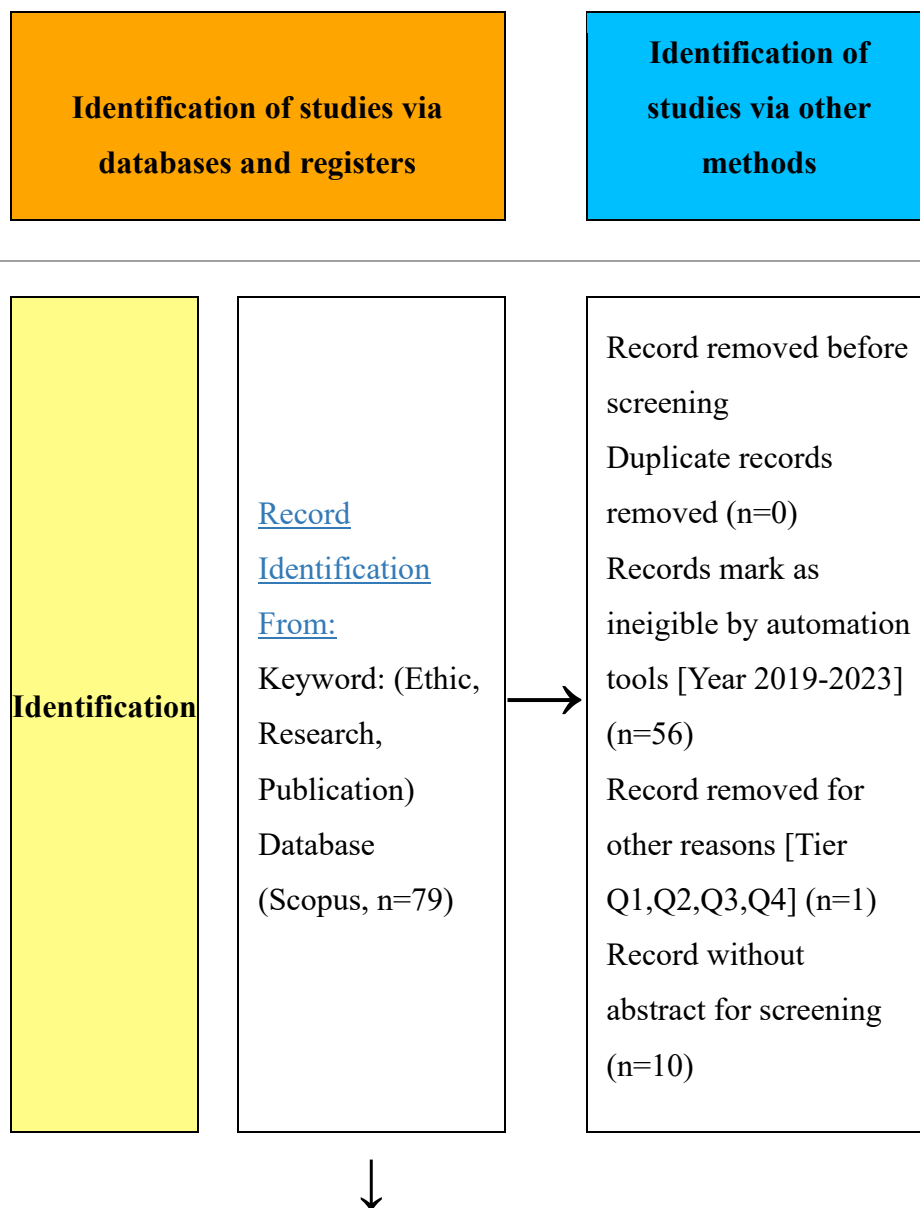 Identification of studies via
databases and registers
Identification of
studies via other
methods
Identification
Record
Identification
From:
Keyword: (Ethic,
Research,
Publication)
Database
(Scopus, n=79)
Record removed before
screening
Duplicate records
removed (n=0)
Records mark as
ineigible by automation
tools [Year 2019-2023]
(n=56)
Record removed for
other reasons [Tier
Q1,Q2,Q3,Q4] (n=1)
Record without
abstract for screening
(n=10)